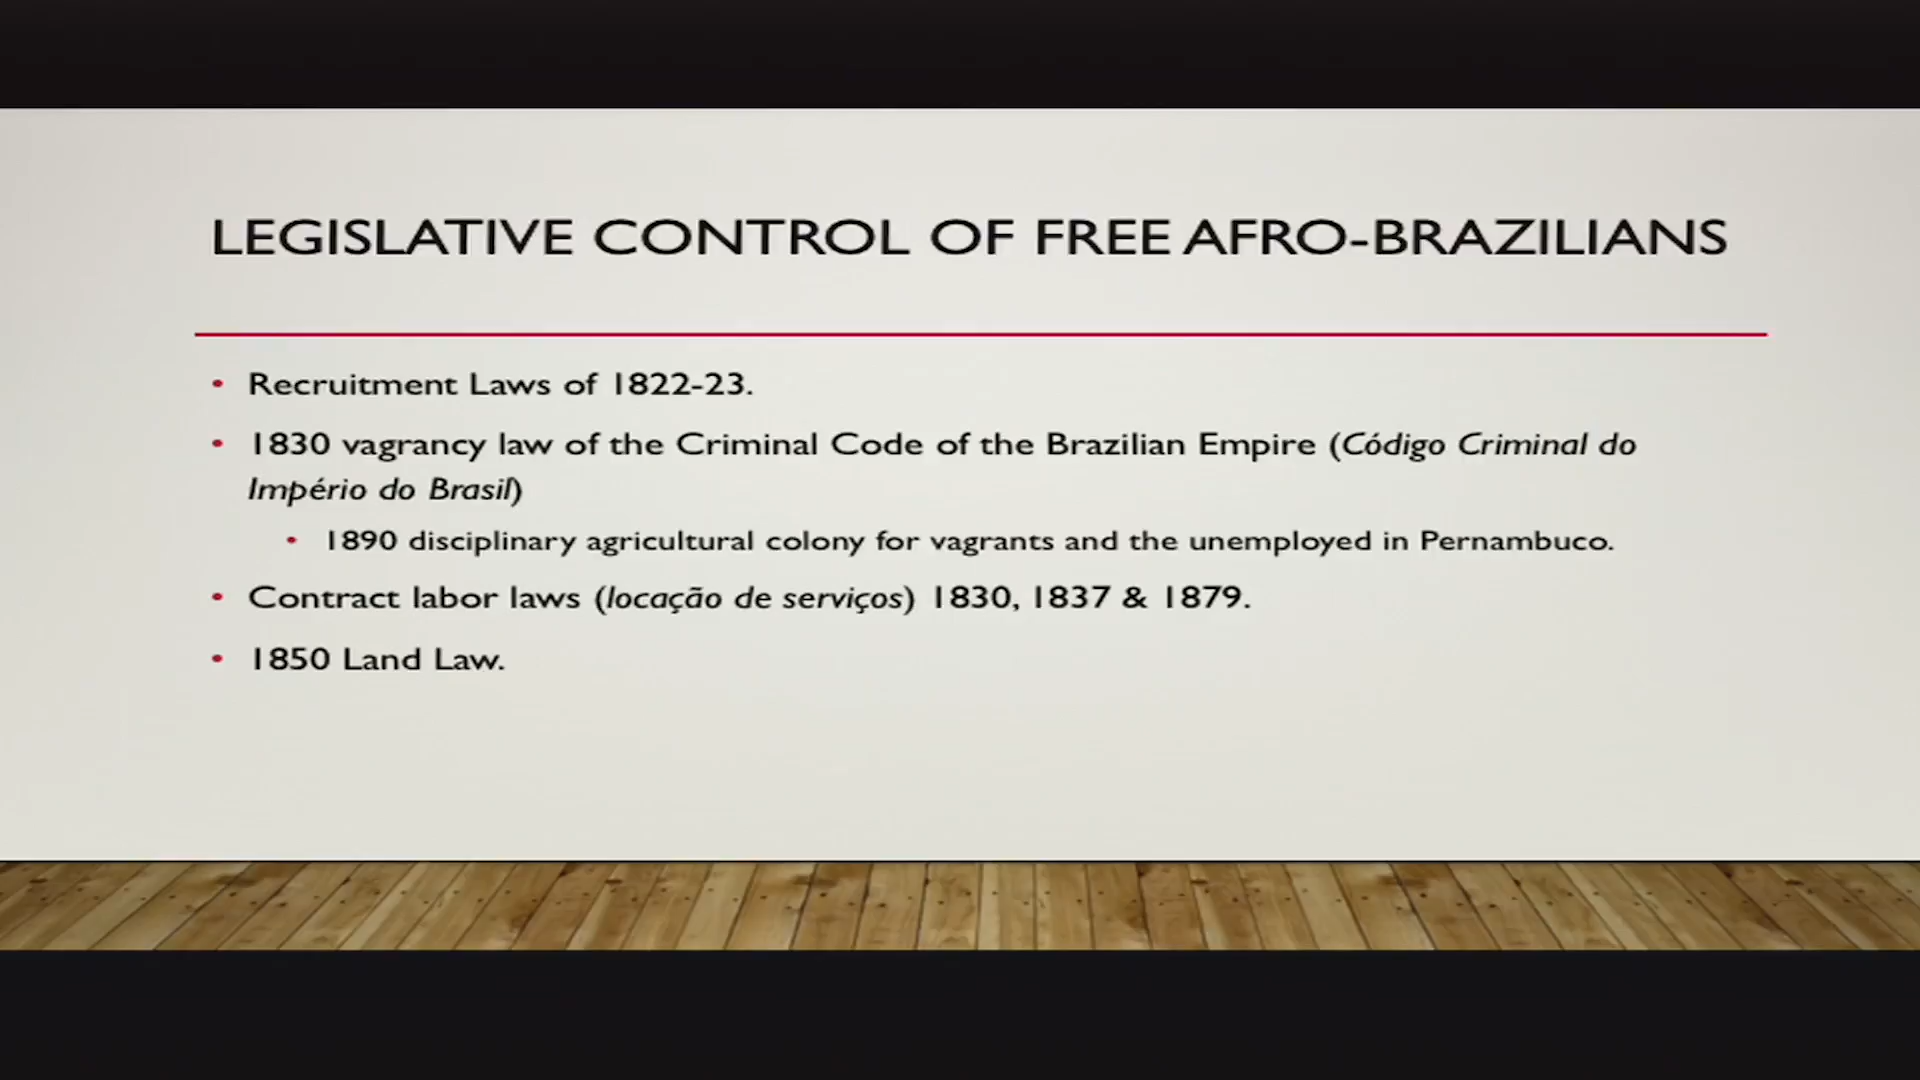 LEGISLATIVE CONTROL OF FREE AFRO-BRAZILIANS
• Recruitment Laws of 1822-23.
• 1830 vagrancy law of the Criminal Code of the Brazilian Empire (Código Criminal do
Império do Brasil)
• 1890 disciplinary agricultural colony for vagrants and the unemployed in Pernambuco.
• Contract labor laws (locação de serviços) 1830, 1837 & 1879.
• 1850 Land Law.